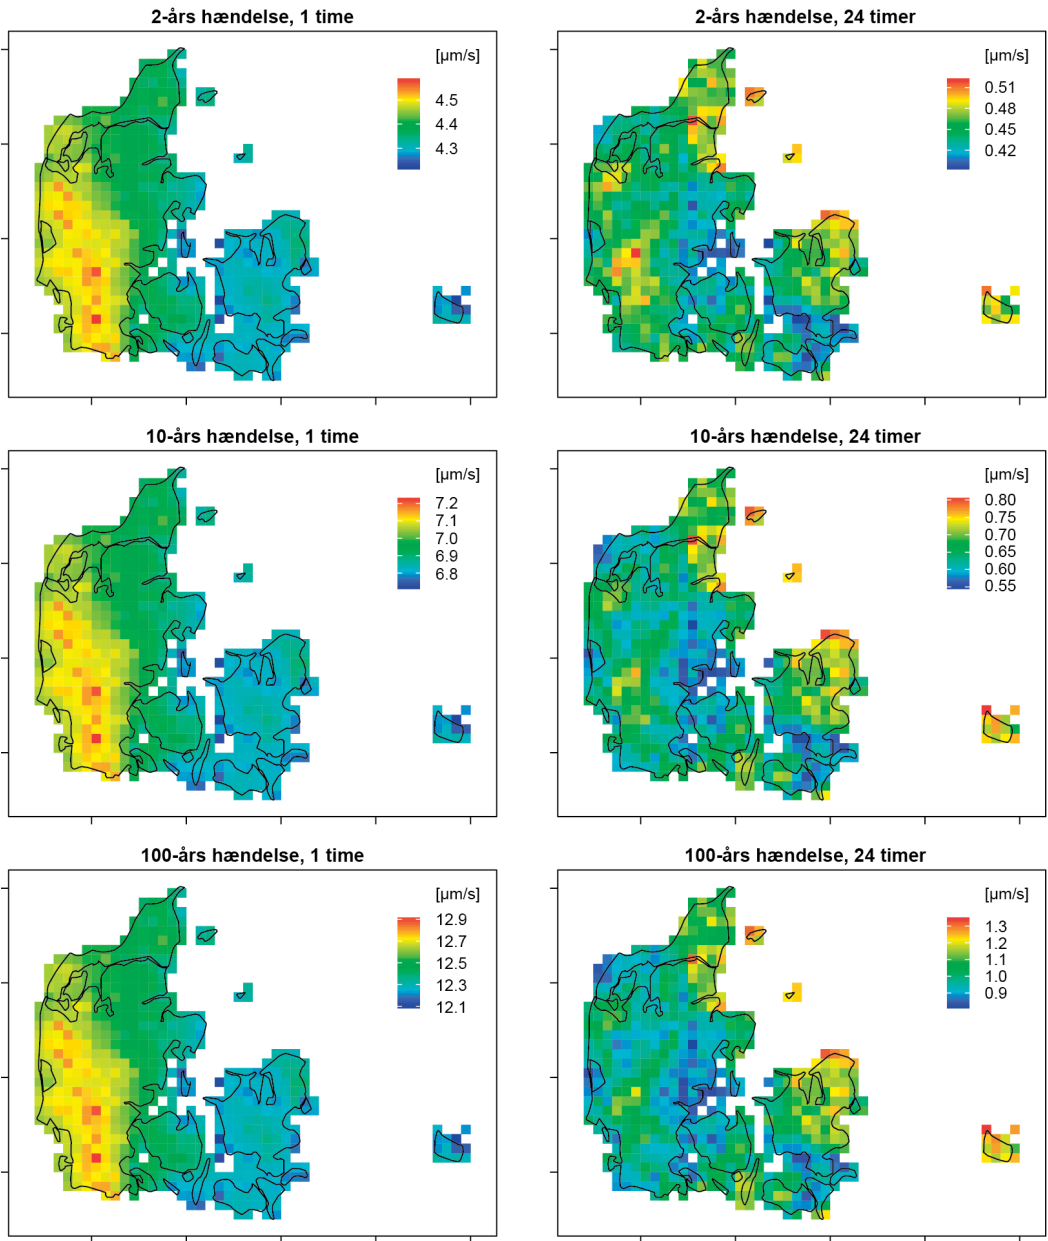 2-års hændelse, 1 time
[µm/s]
4.5
4.4
4.3
2-års hændelse, 24 timer
[µm/s]
0.51
0.48
0.45
0.42
10-års hændelse, 1 time
[µm/s]
7.2
7.1
7.0
6.9
6.8
10-års hændelse, 24 timer
[µm/s]
0.80
0.75
0.70
0.65
0.60
0.55
100-års hændelse, 1 time
[µm/s]
12.9
12.7
12.5
12.3
12.1
100-års hændelse, 24 timer
[µm/s]
1.3
1.2
1.1
1.0
0.9